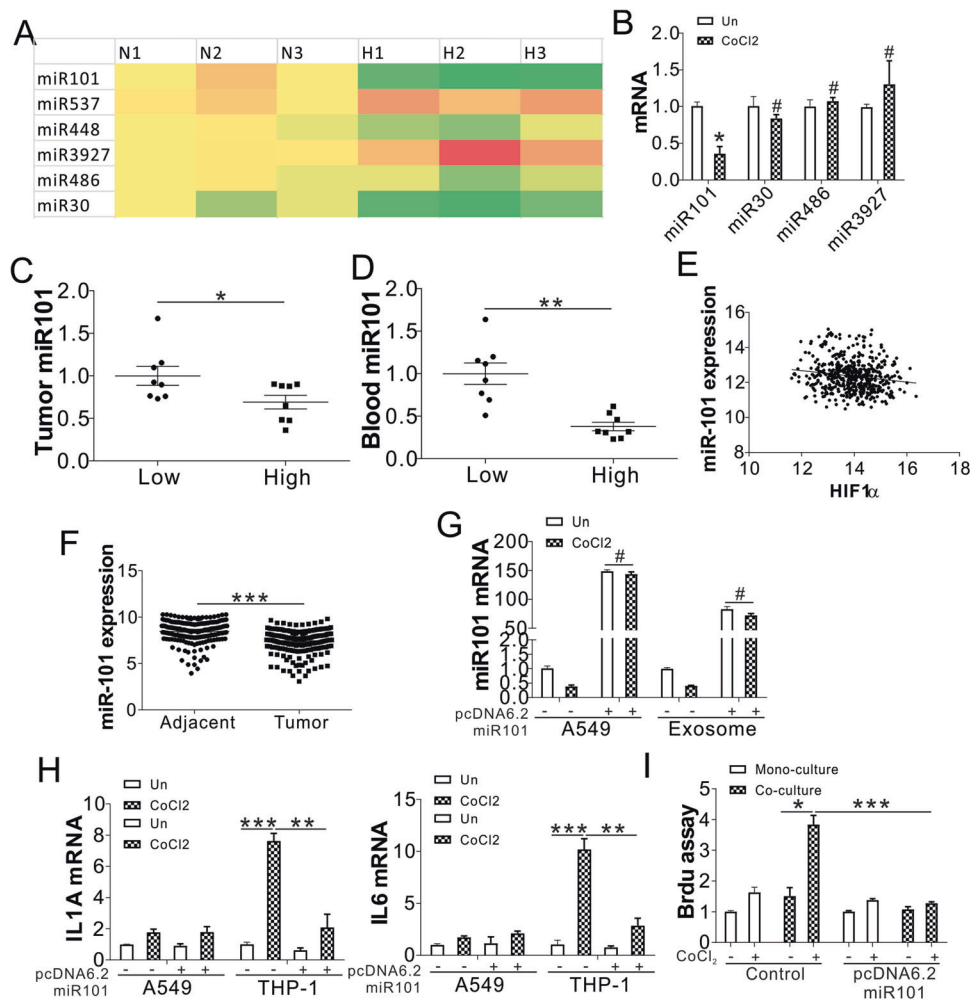 A
N1 N2 N3 H1 H2 H3
miR101
miR537
miR448
miR3927
miR486
miR30
B
Un
CoCl2
mRNA
2.0
1.5
1.0
0.5
0.0
* # # #
miR101 miR30 miR486 miR3927
C
Tumor miR101
2.0
1.5
1.0
0.5
0.0
*
Low High
D
Blood miR101
2.0
1.5
1.0
0.5
0.0
**
Low High
E
miR-101 expression
16
14
12
10
8
10 12 14 16 18
HIF1α
F
miR-101 expression
15
10
5
0
***
Adjacent Tumor
G
Un
CoCl2
miR101 mRNA
200
150
100
50
2.0
1.5
1.0
0.5
0.0
# #
pcDNA6.2 miR101
- - + + - - + +
A549 Exosome
H
Un
CoCl2
Un
CoCl2
IL1A mRNA
10
8
6
4
2
0
*** **
pcDNA6.2 miR101
- - + + - - + +
A549 THP-1
Un
CoCl2
Un
CoCl2
IL6 mRNA
15
10
5
0
*** **
pcDNA6.2 miR101
- - + + - - + +
A549 THP-1
I
Mono-culture
Co-culture
Brdu assay
5
4
3
2
1
0
* ***
CoCl2
- + - + - + - +
Control pcDNA6.2
miR101